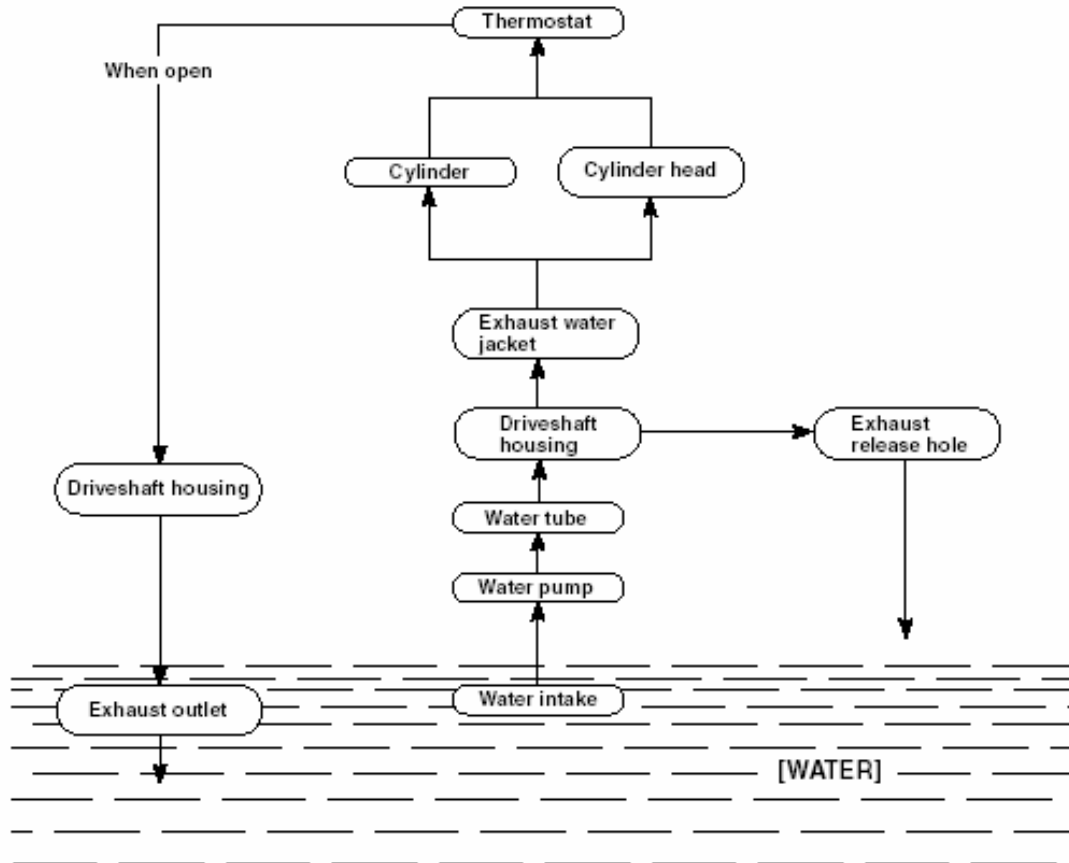 Thermostat
When open
Cylinder
Cylinder head
Exhaust water
jacket
Driveshaft
housing
Exhaust
release hole
Driveshaft housing
Water tube
Water pump
Exhaust outlet
Water intake
[WATER]